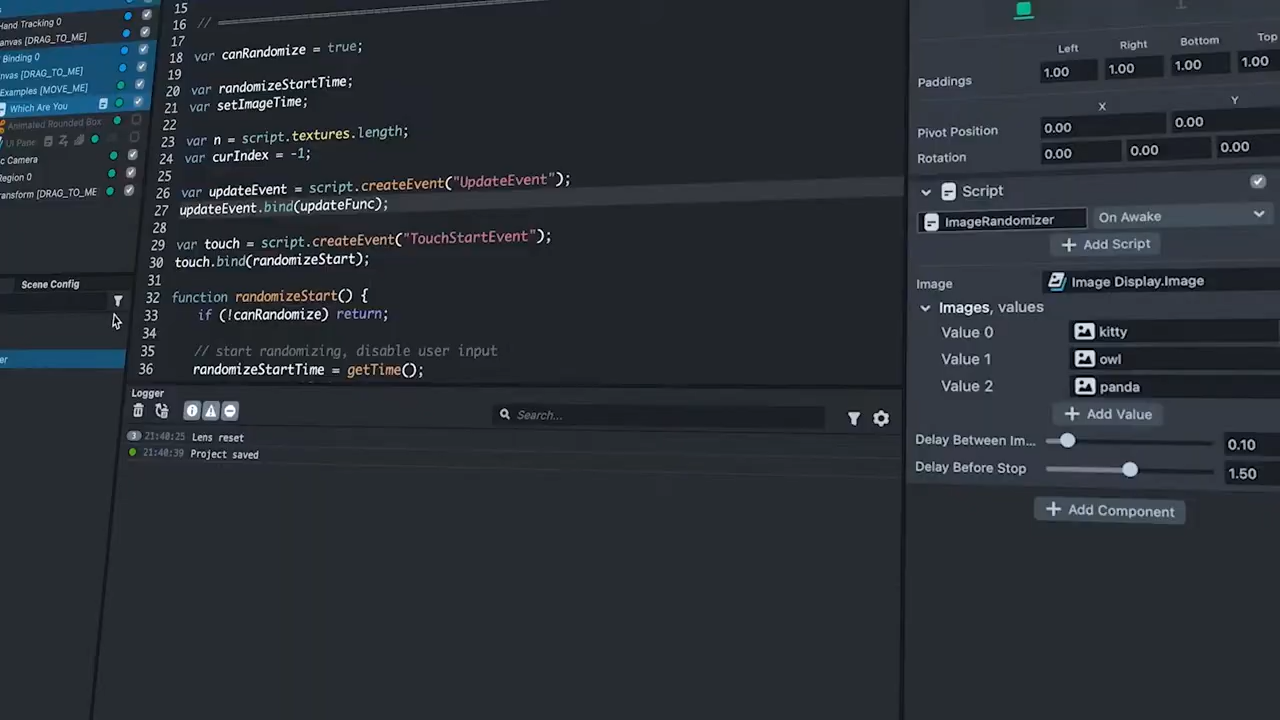 Hand Tracking 0
anvas [DRAG_TO_ME]
Binding 0
nvas [DRAG_TO_ME]
Examples [MOVE_ME]
Which Are You
Animated Rounded Box
UI Pane
c Camera
Region 0
ransform [DRAG_TO_ME
Scene Config
er
15
16 // ==============================
17
18 var canRandomize = true;
19
20 var randomizeStartTime;
21 var setImageTime;
22
23 var n = script.textures.length;
24 var curIndex = -1;
25
26 var updateEvent = script.createEvent("UpdateEvent");
27 updateEvent.bind(updateFunc);
28
29 var touch = script.createEvent("TouchStartEvent");
30 touch.bind(randomizeStart);
31
32 function randomizeStart() {
33 if (!canRandomize) return;
34
35 // start randomizing, disable user input
36 randomizeStartTime = getTime();
Logger
Search...
3 21:40:25 Lens reset
21:40:39 Project saved
Left Right Bottom Top
Paddings 1.00 1.00 1.00 1.00
X Y
Pivot Position 0.00 0.00
Rotation 0.00 0.00 0.00
Script
ImageRandomizer On Awake
+ Add Script
Image Image Display.Image
Images, values
Value 0 kitty
Value 1 owl
Value 2 panda
+ Add Value
Delay Between Im... 0.10
Delay Before Stop 1.50
+ Add Component